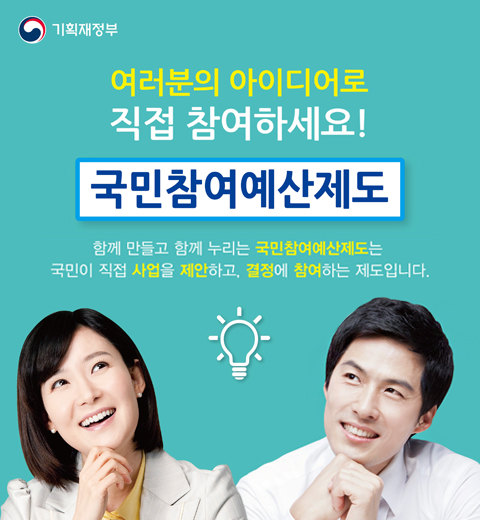 기획재정부
여러분의 아이디어로
직접 참여하세요!
국민참여예산제도
함께 만들고 함께 누리는 국민참여예산제도는
국민이 직접 사업을 제안하고, 결정에 참여하는 제도입니다.